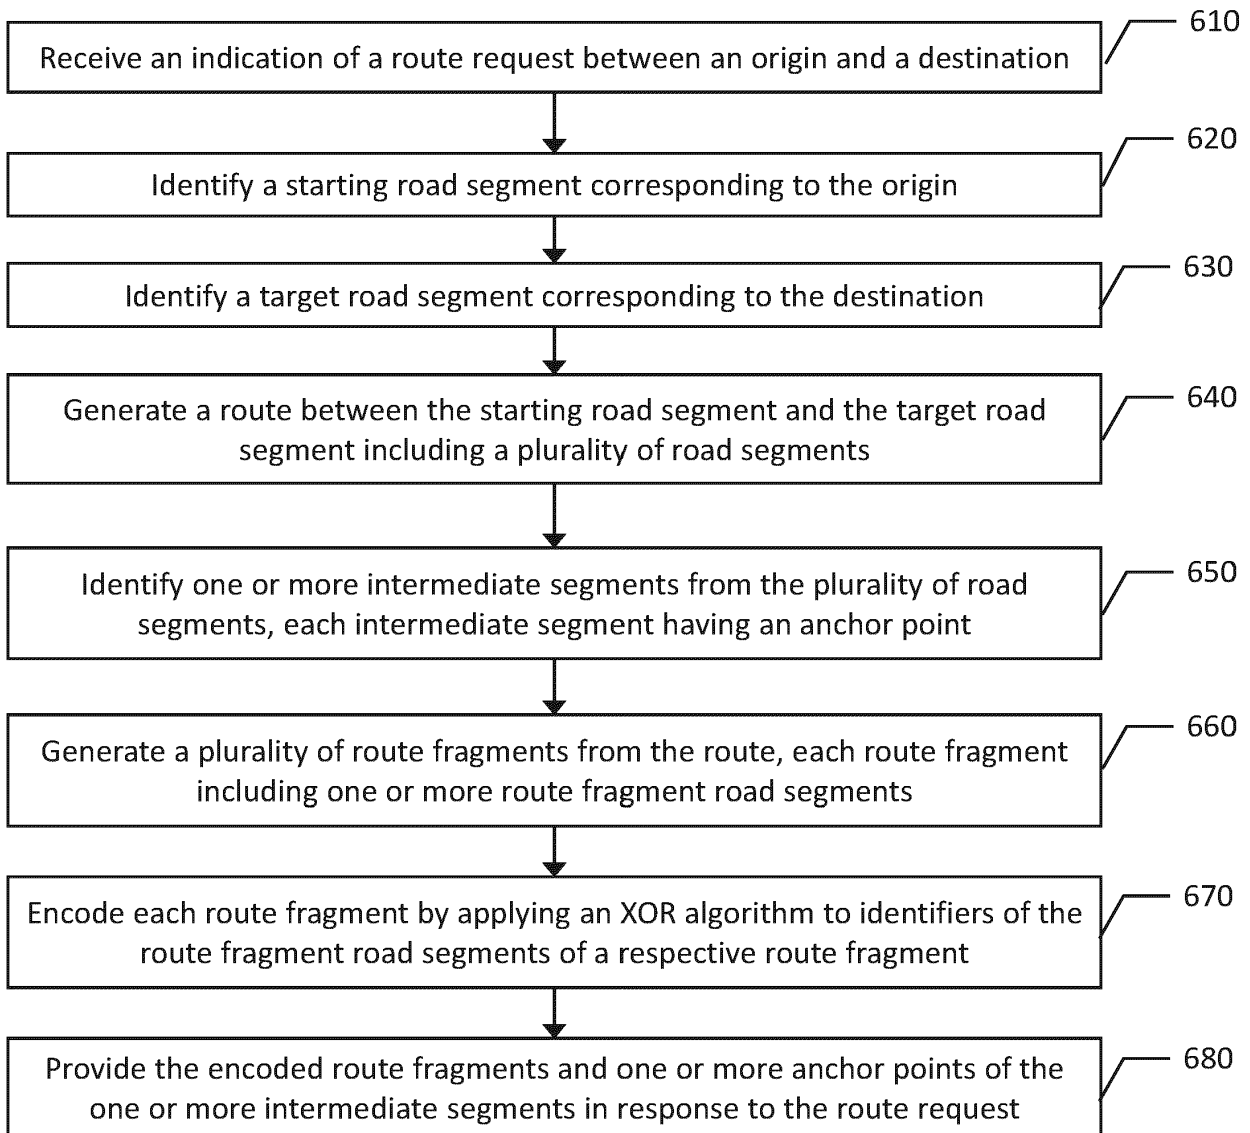 610
Receive an indication of a route request between an origin and a destination
620
Identify a starting road segment corresponding to the origin
630
Identify a target road segment corresponding to the destination
640
Generate a route between the starting road segment and the target road
segment including a plurality of road segments
650
Identify one or more intermediate segments from the plurality of road
segments, each intermediate segment having an anchor point
660
Generate a plurality of route fragments from the route, each route fragment
including one or more route fragment road segments
670
Encode each route fragment by applying an XOR algorithm to identifiers of the
route fragment road segments of a respective route fragment
680
Provide the encoded route fragments and one or more anchor points of the
one or more intermediate segments in response to the route request